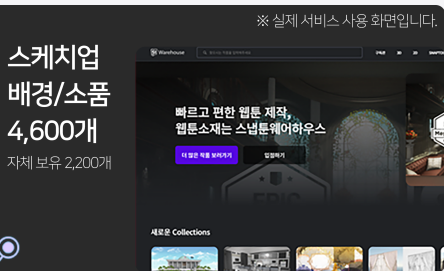 ※ 실제 서비스 사용 화면입니다.
스케치업
배경/소품
4,600개
자체 보유 2,200개
Warehouse
빠르고 편한 웹툰 제작,
웹툰소재는 스냅툰웨어하우스
더 많은 작품 보러가기
입점하기
EPIC
새로운 Collections